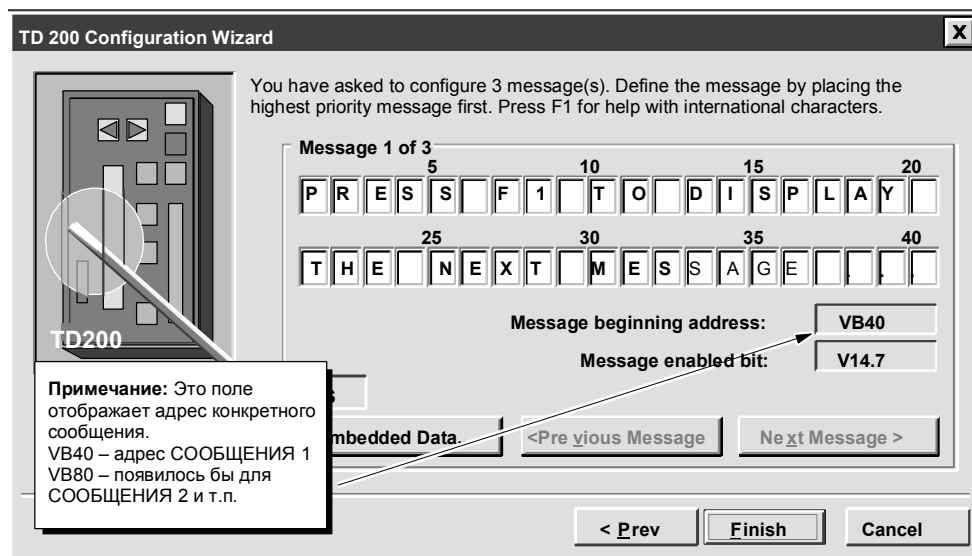 TD 200 Configuration Wizard
X
You have asked to configure 3 message(s). Define the message by placing the
highest priority message first. Press F1 for help with international characters.
Message 1 of 3
5 10 15 20
PRESS F1 TO DISPLAY
25 30 35 40
THE NEXT MESSAGE . . .
Message beginning address: VB40
Message enabled bit: V14.7
TD200
Примечание: Это поле
отображает адрес конкретного
сообщения.
VB40 – адрес СООБЩЕНИЯ 1
VB80 – появилось бы для
СООБЩЕНИЯ 2 и т.п.
mbedded Data. <Pre vious Message Ne xt Message >
< Prev Finish Cancel